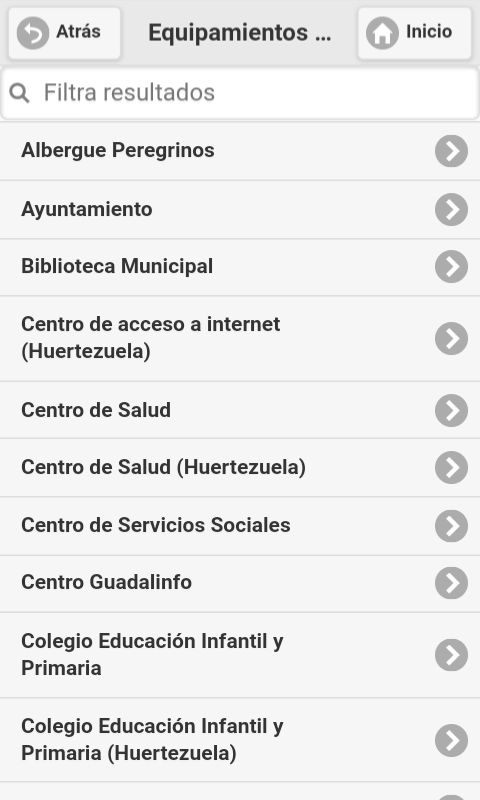 Atrás
Equipamientos ...
Inicio
Filtra resultados
Albergue Peregrinos
Ayuntamiento
Biblioteca Municipal
Centro de acceso a internet
(Huertezuela)
Centro de Salud
Centro de Salud (Huertezuela)
Centro de Servicios Sociales
Centro Guadalinfo
Colegio Educación Infantil y
Primaria
Colegio Educación Infantil y
Primaria (Huertezuela)